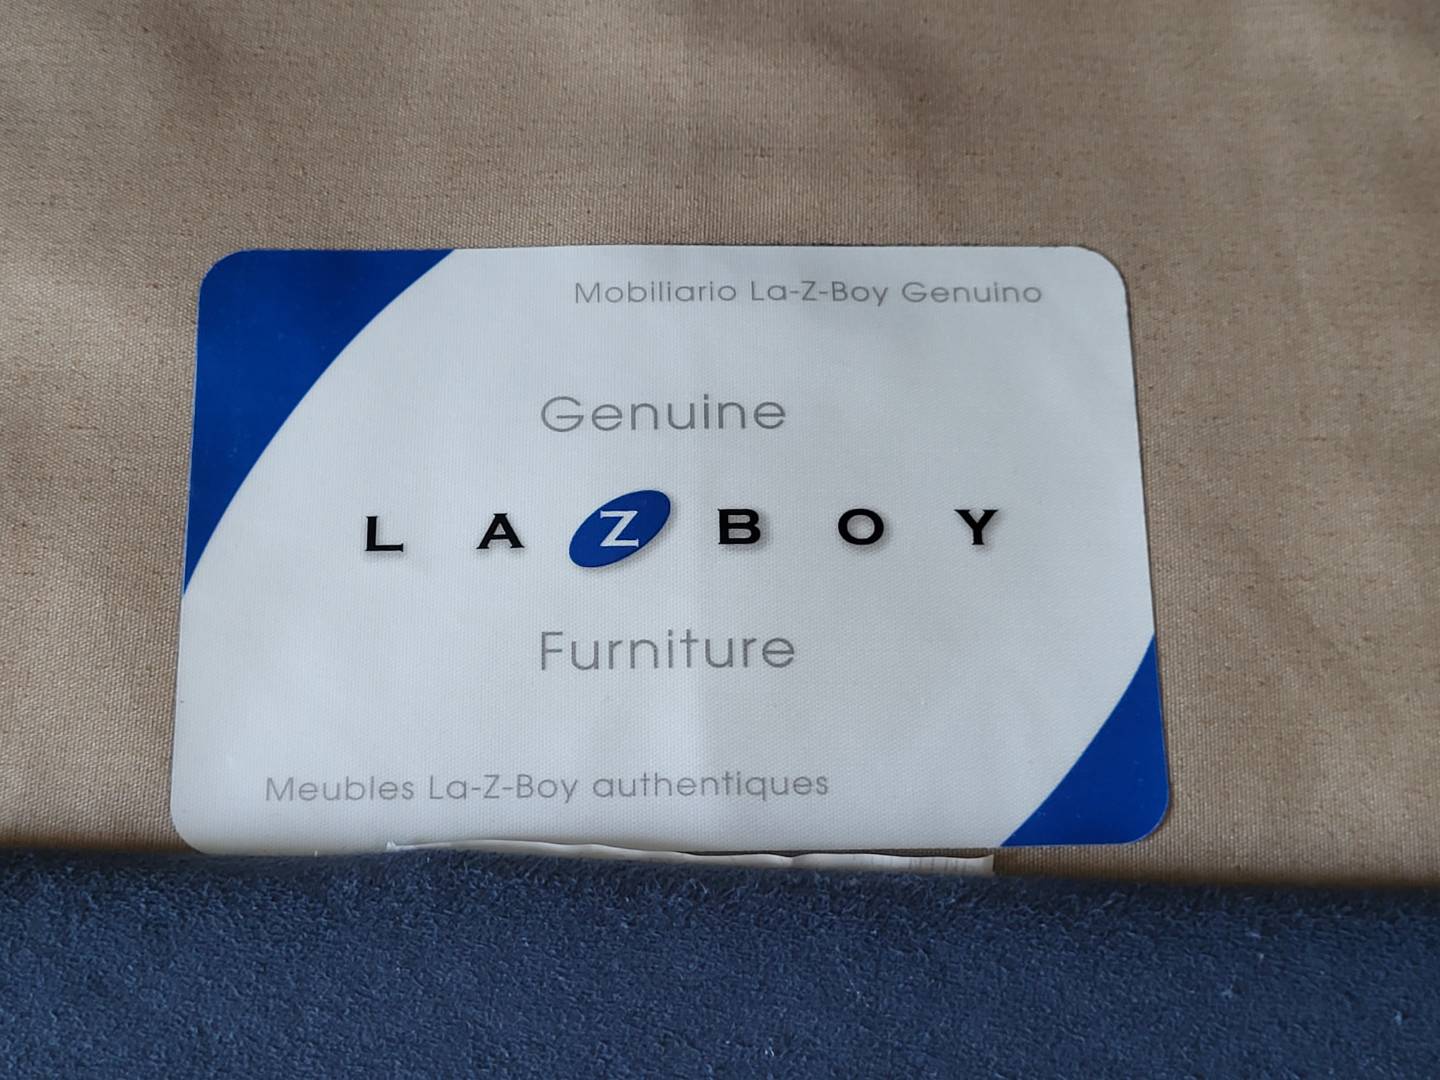 Mobiliario La-Z-Boy Genuino
Genuine
LAZBOY
Furniture
Meubles La-Z-Boy authentiques